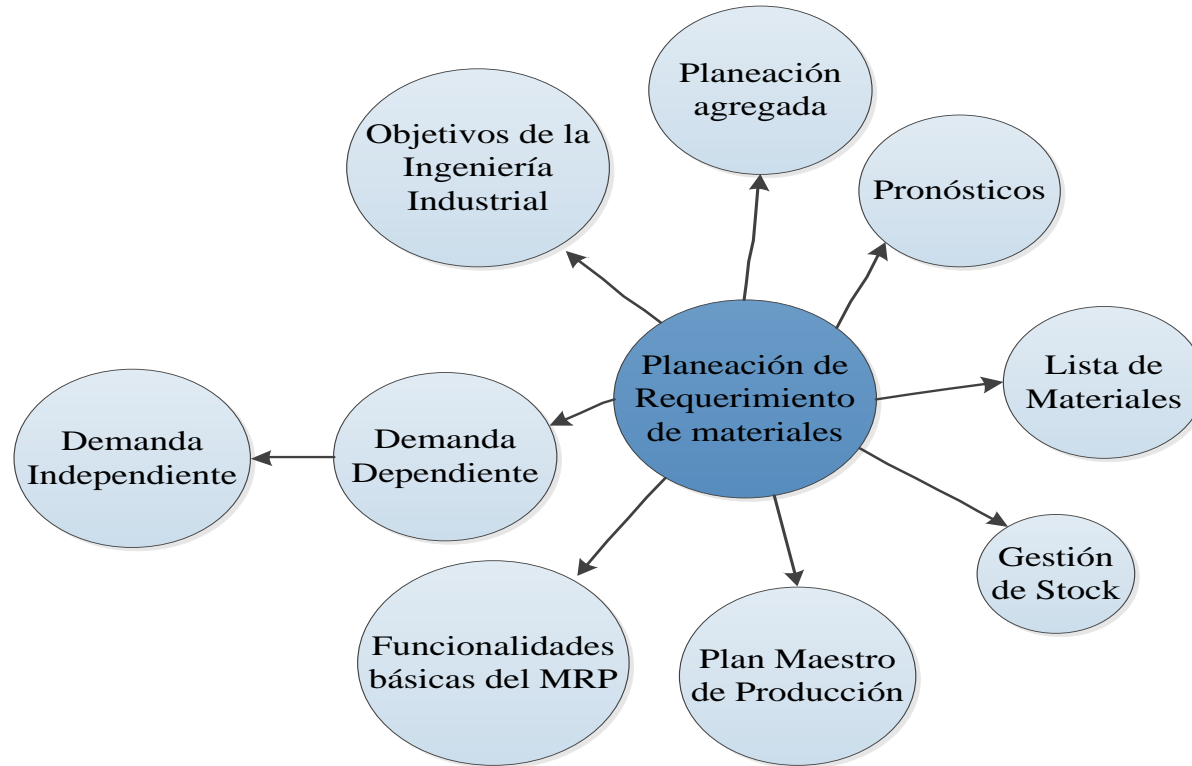 Planeación
agregada
Objetivos de la
Ingeniería
Industrial
Pronósticos
Planeación de
Requerimiento
de materiales
Lista de
Materiales
Demanda
Independiente
Demanda
Dependiente
Gestión
de Stock
Funcionalidades
básicas del MRP
Plan Maestro
de Producción